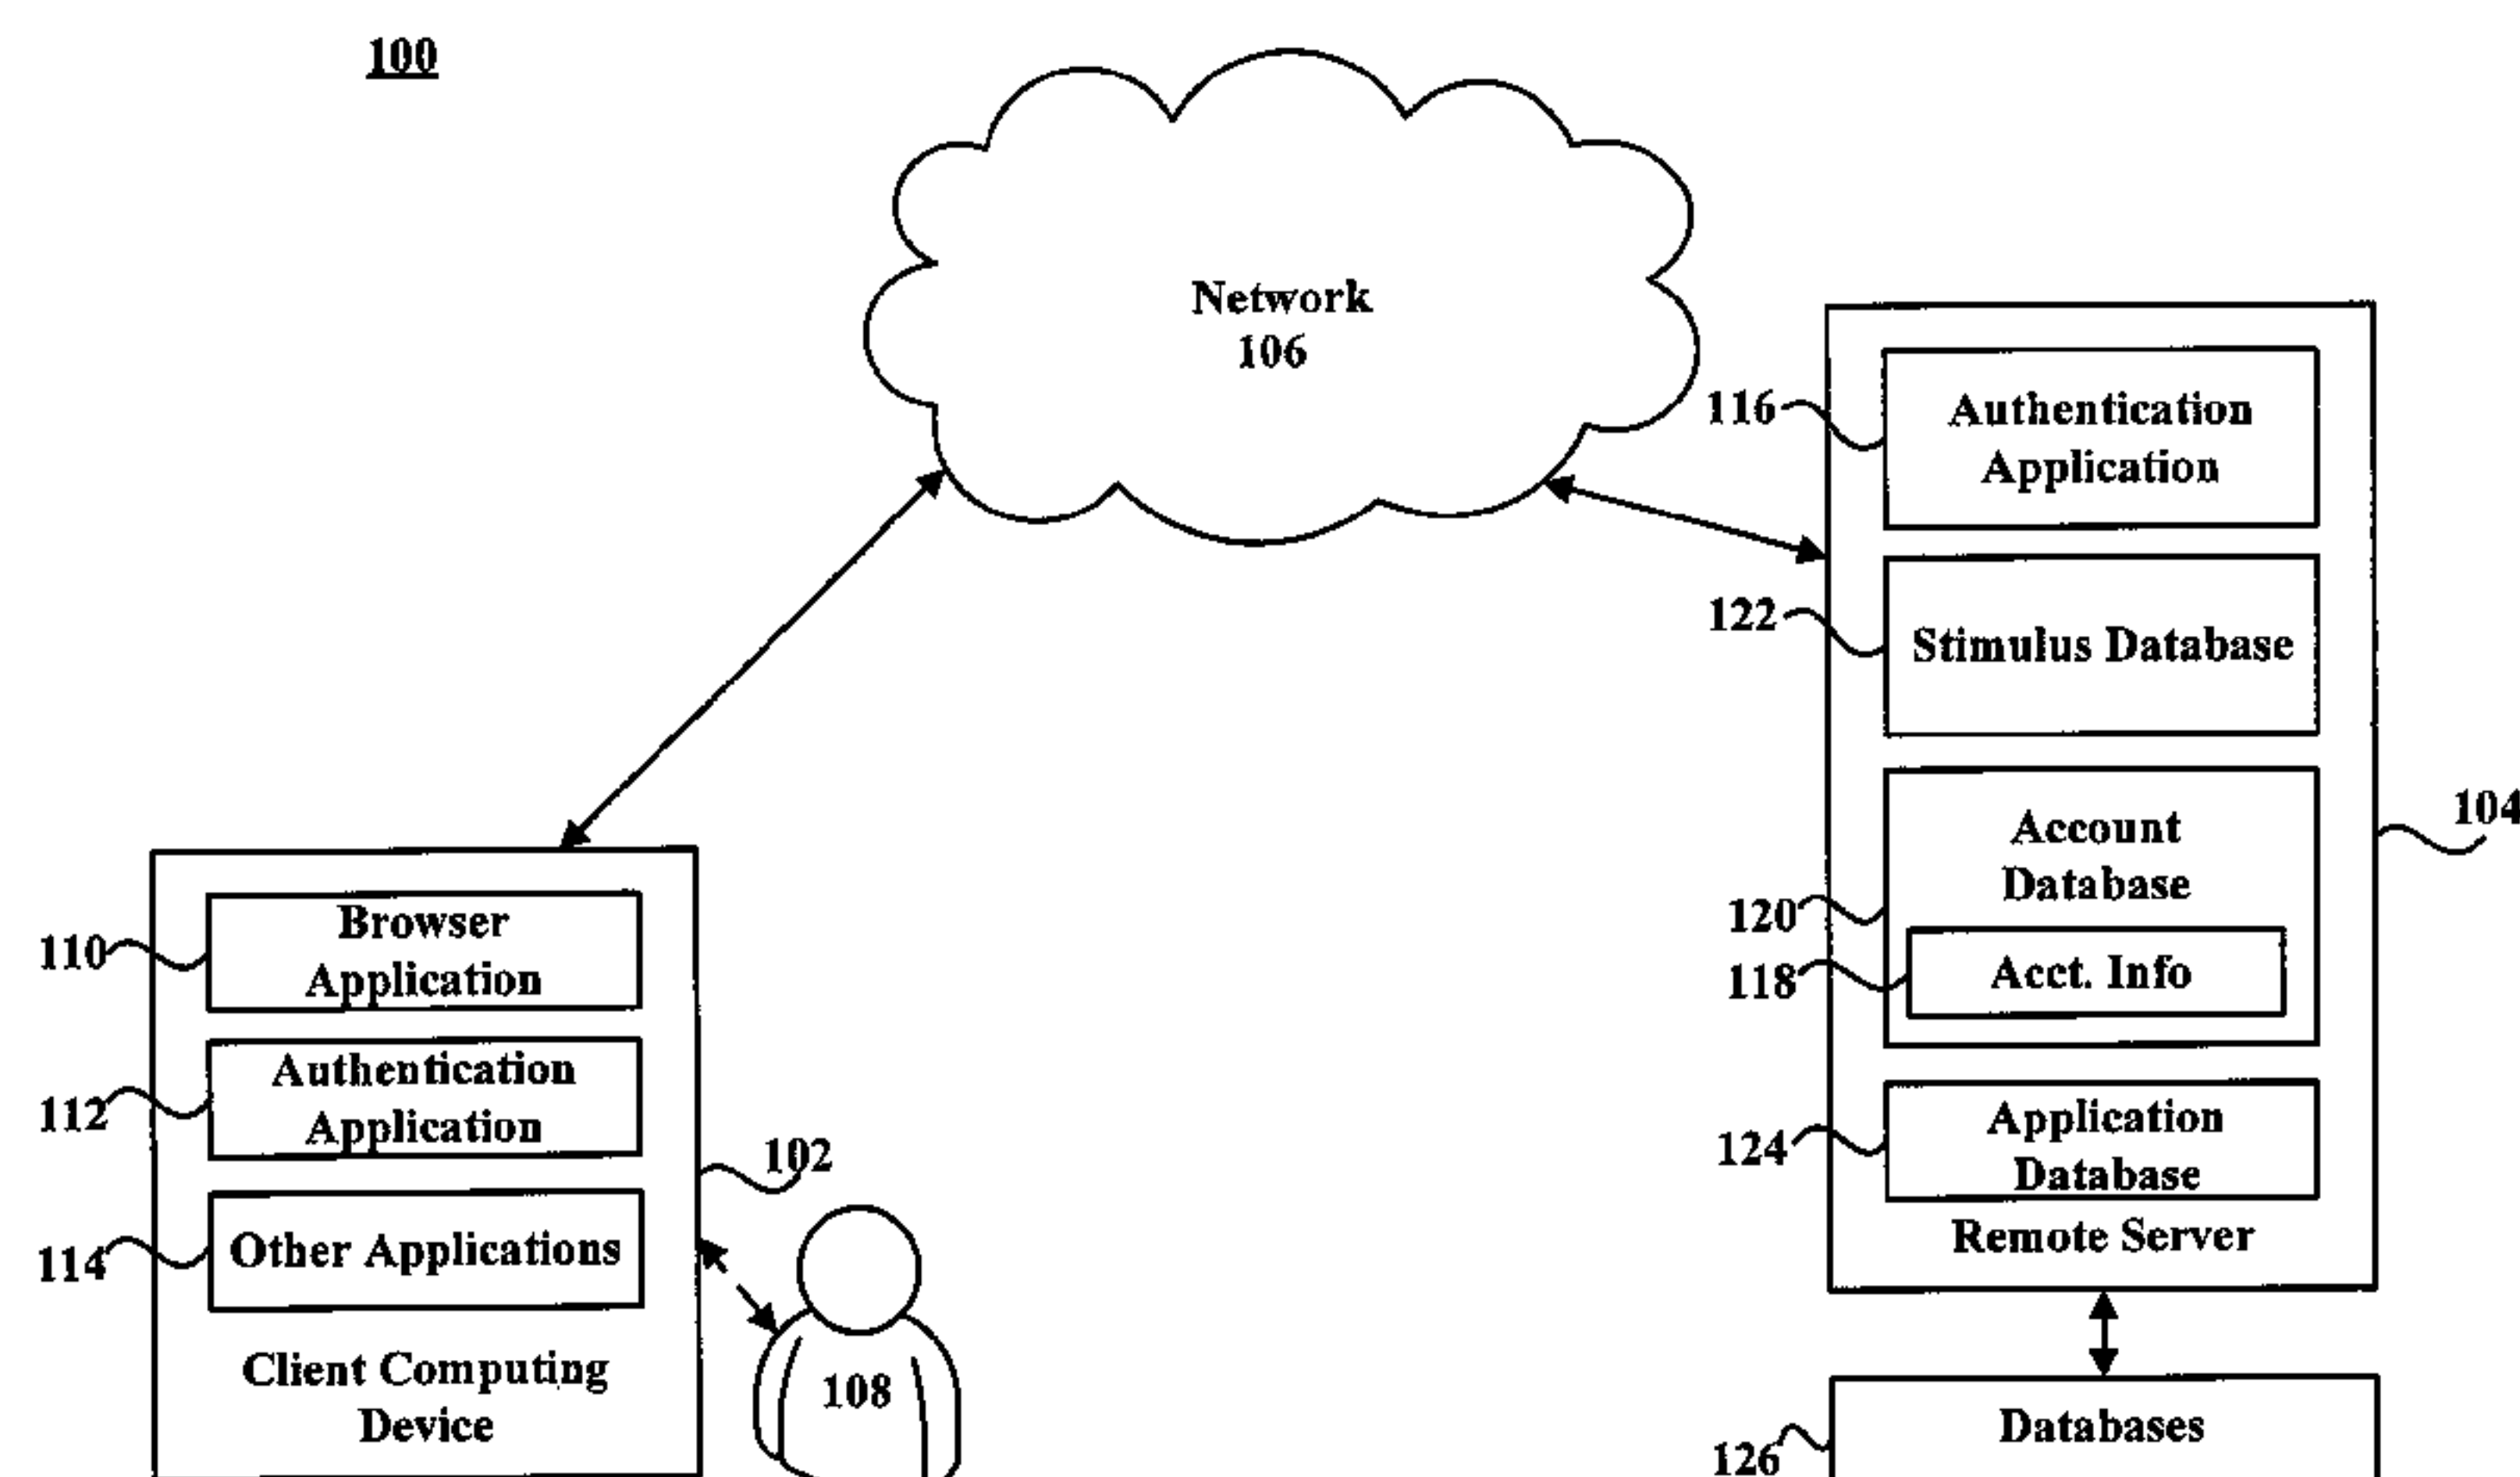 100
Network
106
116
Authentication
Application
122
Stimulus Database
Account
Database
104
120
118
Acct. Info
124
Application
Database
Remote Server
126
Databases
110
Browser
Application
112
Authentication
Application
102
114
Other Applications
Client Computing
Device
108